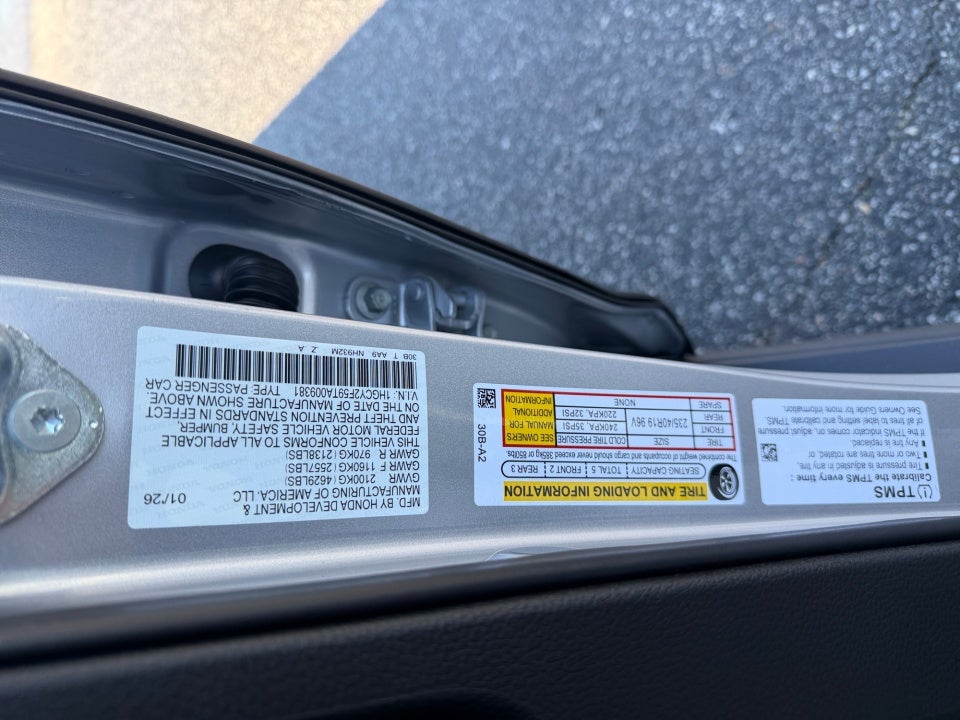 TPMS
Calibrate the TPMS every time :
■ Tire pressure adjusted in any tire.
■ Two or more tires are rotated, or
■ Any tire is replaced.
If the TPMS indicator comes on, adjust pressure
of all tires (see label) and calibrate setting.
See Owners Guide for more information.
TIRE AND LOADING INFORMATION
SEATING CAPACITY TOTAL 5 FRONT 2 REAR 3
The combined weight of occupants and cargo should never exceed 385kg or 850lbs.
TIRE SIZE COLD TIRE PRESSURE
FRONT 235/40R19 96V 240KPA, 35PSI
REAR 220KPA, 32PSI
SPARE NONE
SEE OWNERS
MANUAL FOR
ADDITIONAL
INFORMATION
30B-A2
MFD. BY HONDA DEVELOPMENT &
MANUFACTURING OF AMERICA, LLC
01/26
GVWR 2100KG(4629LBS)
GAWR F 1160KG(2557LBS)
GAWR R 970KG(2138LBS)
THIS VEHICLE CONFORMS TO ALL APPLICABLE
FEDERAL MOTOR VEHICLE SAFETY, BUMPER,
AND THEFT PREVENTION STANDARDS IN EFFECT
ON THE DATE OF MANUFACTURE SHOWN ABOVE.
V.I.N.: 1HGCY2F59TA009381 TYPE: PASSENGER CAR
30B T AA9 NH932M Z A